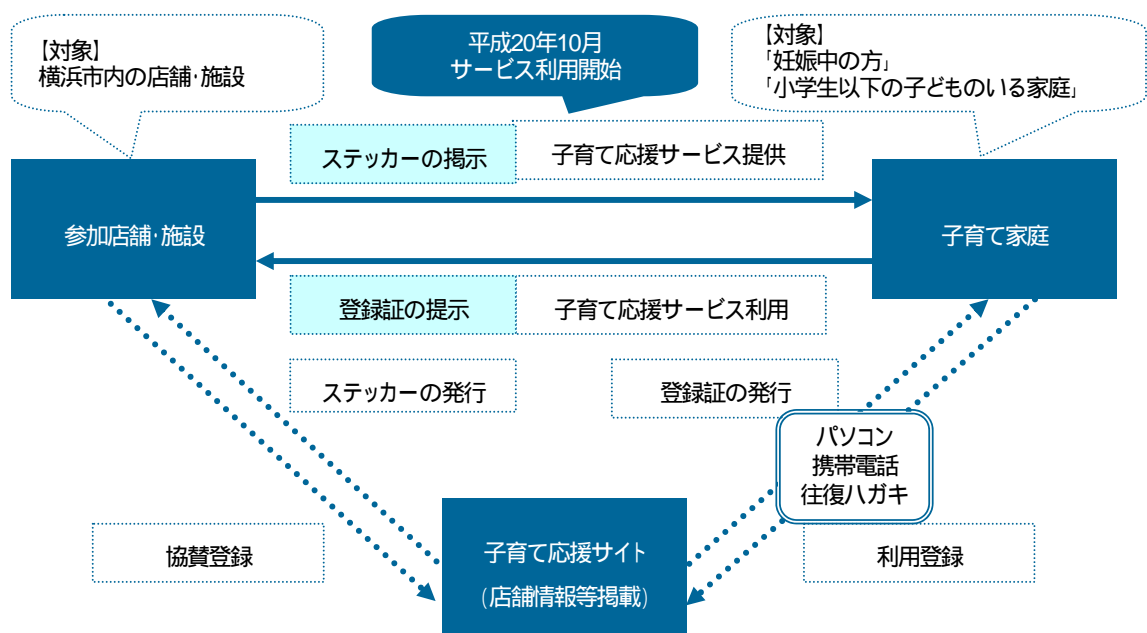 【対象】
横浜市内の店舗・施設
平成20年10月
サービス利用開始
【対象】
「妊娠中の方」
「小学生以下の子どものいる家庭」
ステッカーの掲示
子育て応援サービス提供
参加店舗・施設
子育て家庭
登録証の提示
子育て応援サービス利用
ステッカーの発行
登録証の発行
パソコン
携帯電話
往復ハガキ
協賛登録
子育て応援サイト
(店舗情報等掲載)
利用登録